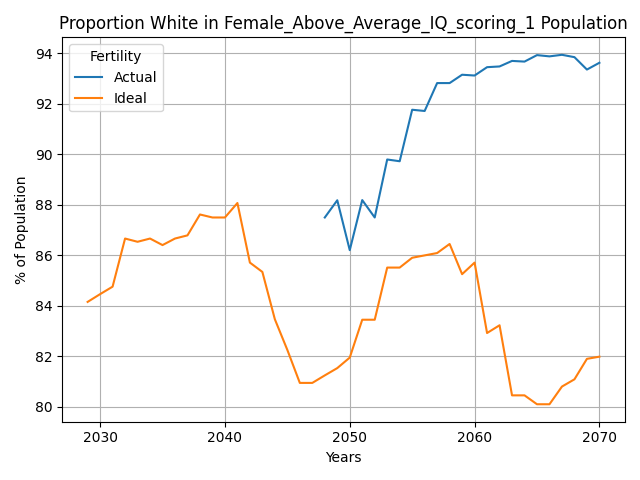 Proportion White in Female_Above_Average_IQ_scoring_1 Population
Fertility
Actual
Ideal
% of Population
94
92
90
88
86
84
82
80
2030
2040
2050
2060
2070
Years